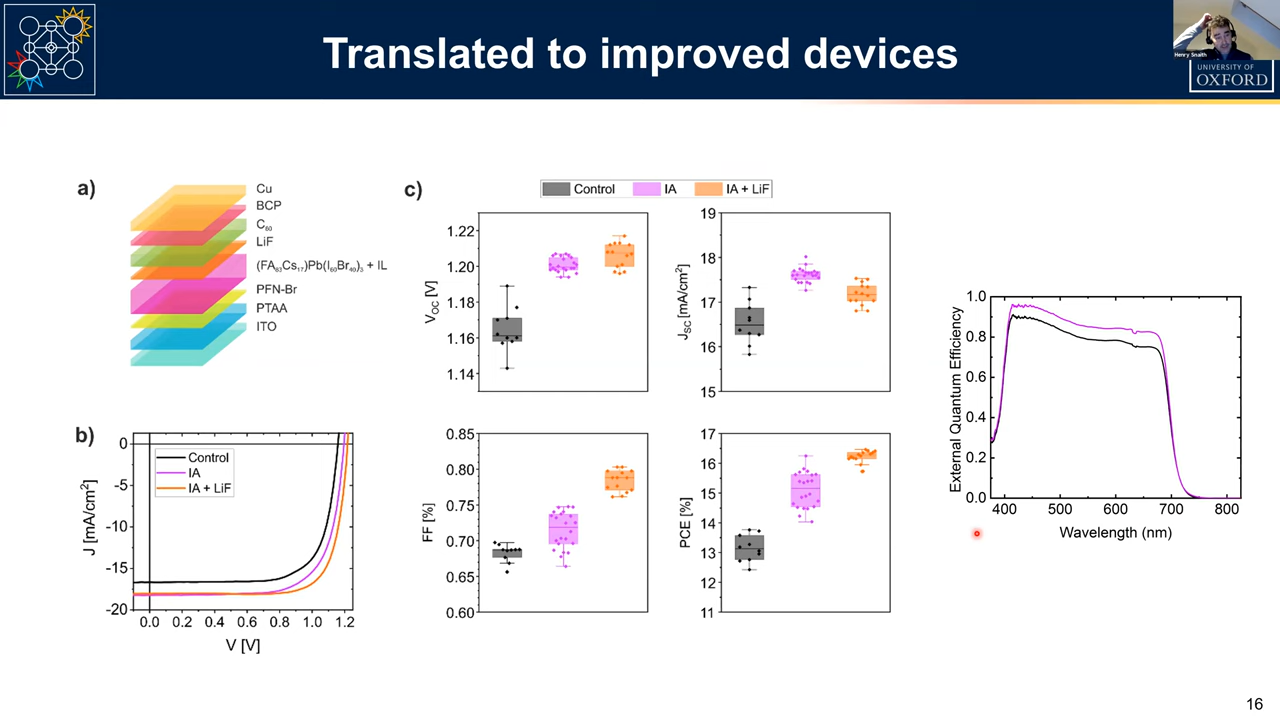 Translated to improved devices
Henry Snaith
UNIVERSITY OF
OXFORD
a)
Cu
BCP
C60
LiF
(FA83Cs17)Pb(I60Br40)3 + IL
PFN-Br
PTAA
ITO
b)
0
-5
-10
-15
-20
J [mA/cm2]
Control
IA
IA + LiF
0.0 0.2 0.4 0.6 0.8 1.0 1.2
V [V]
c)
Control IA IA + LiF
1.22
1.20
1.18
1.16
1.14
VOC [V]
19
18
17
16
15
JSC [mA/cm2]
0.85
0.80
0.75
0.70
0.65
0.60
FF [%]
17
16
15
14
13
12
11
PCE [%]
1.0
0.8
0.6
0.4
0.2
0.0
External Quantum Efficiency
400 500 600 700 800
Wavelength (nm)
16